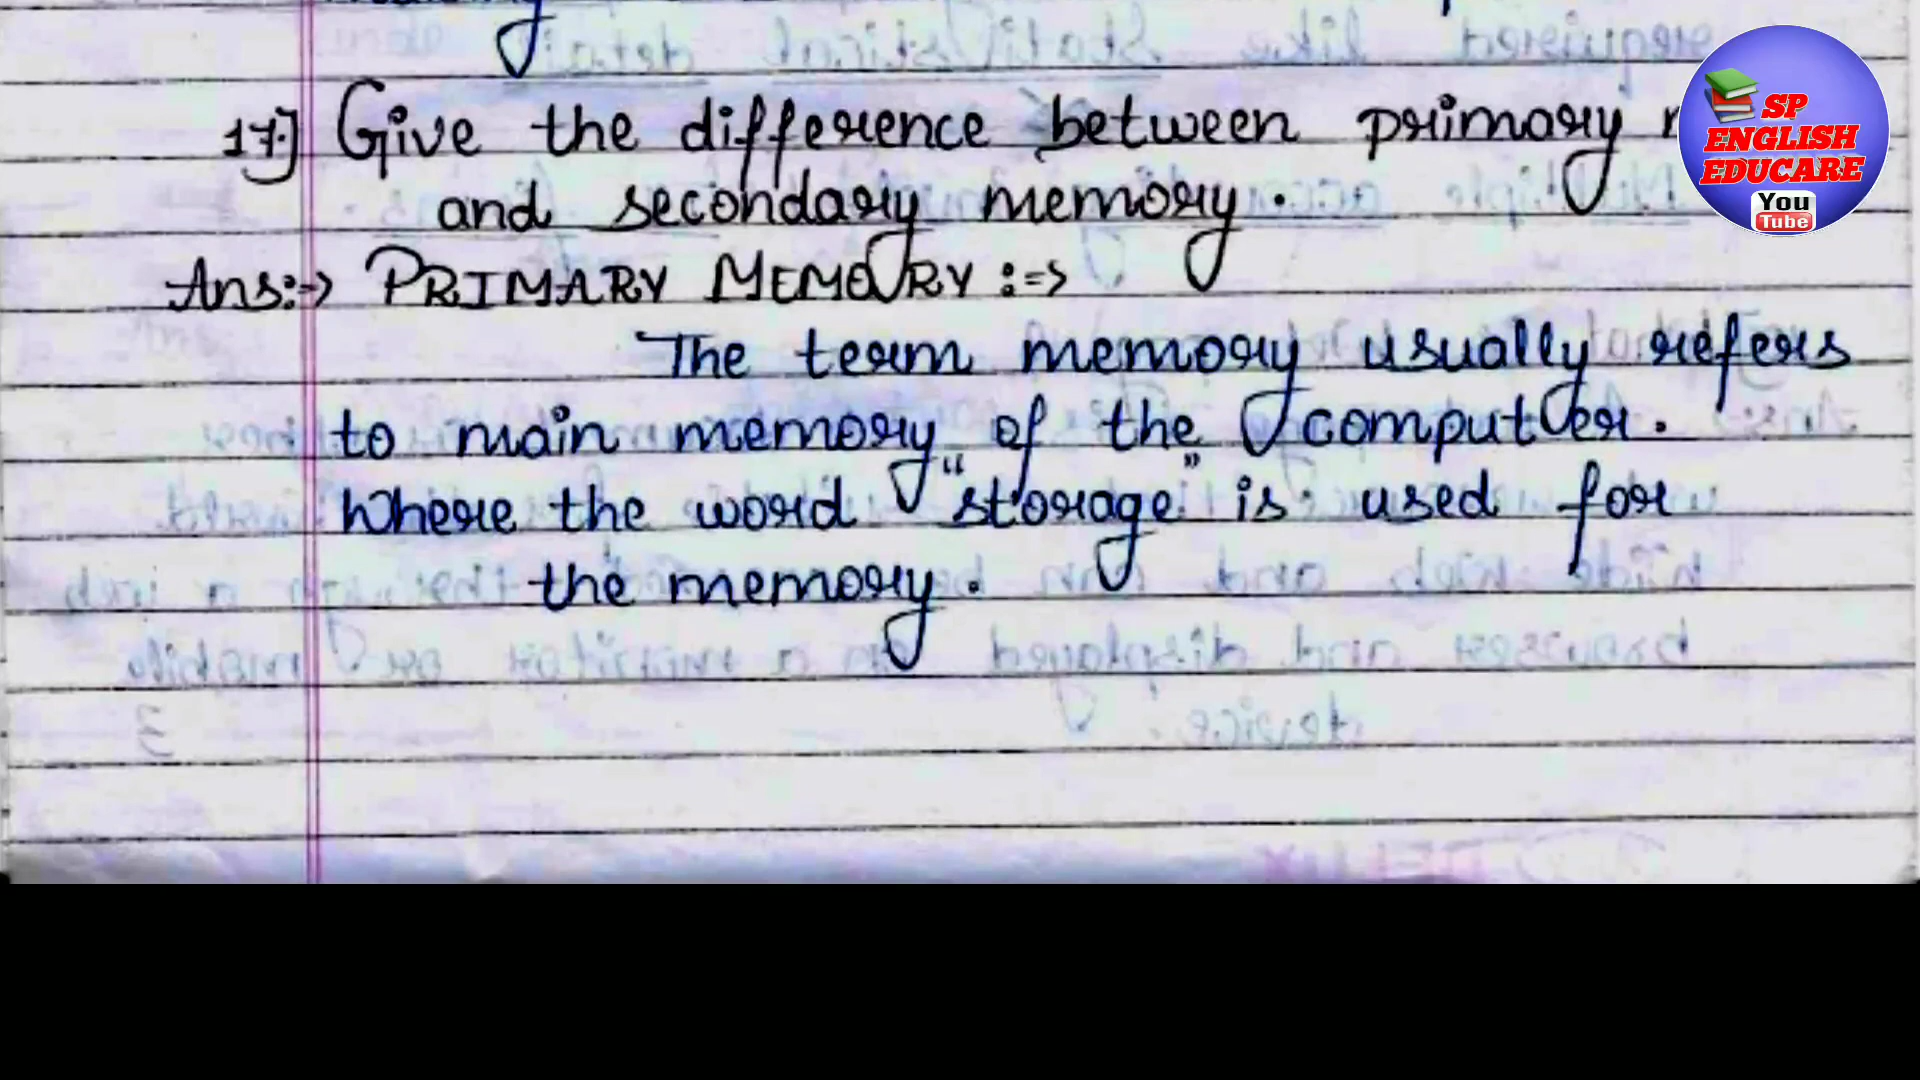 17.] Give the difference between primary
and secondary memory.
Ans:-> PRIMARY MEMORY :=>
The term memory usually refers
to main memory of the computer.
Where the word "storage" is used for
the memory.
SP
ENGLISH
EDUCARE
You
Tube